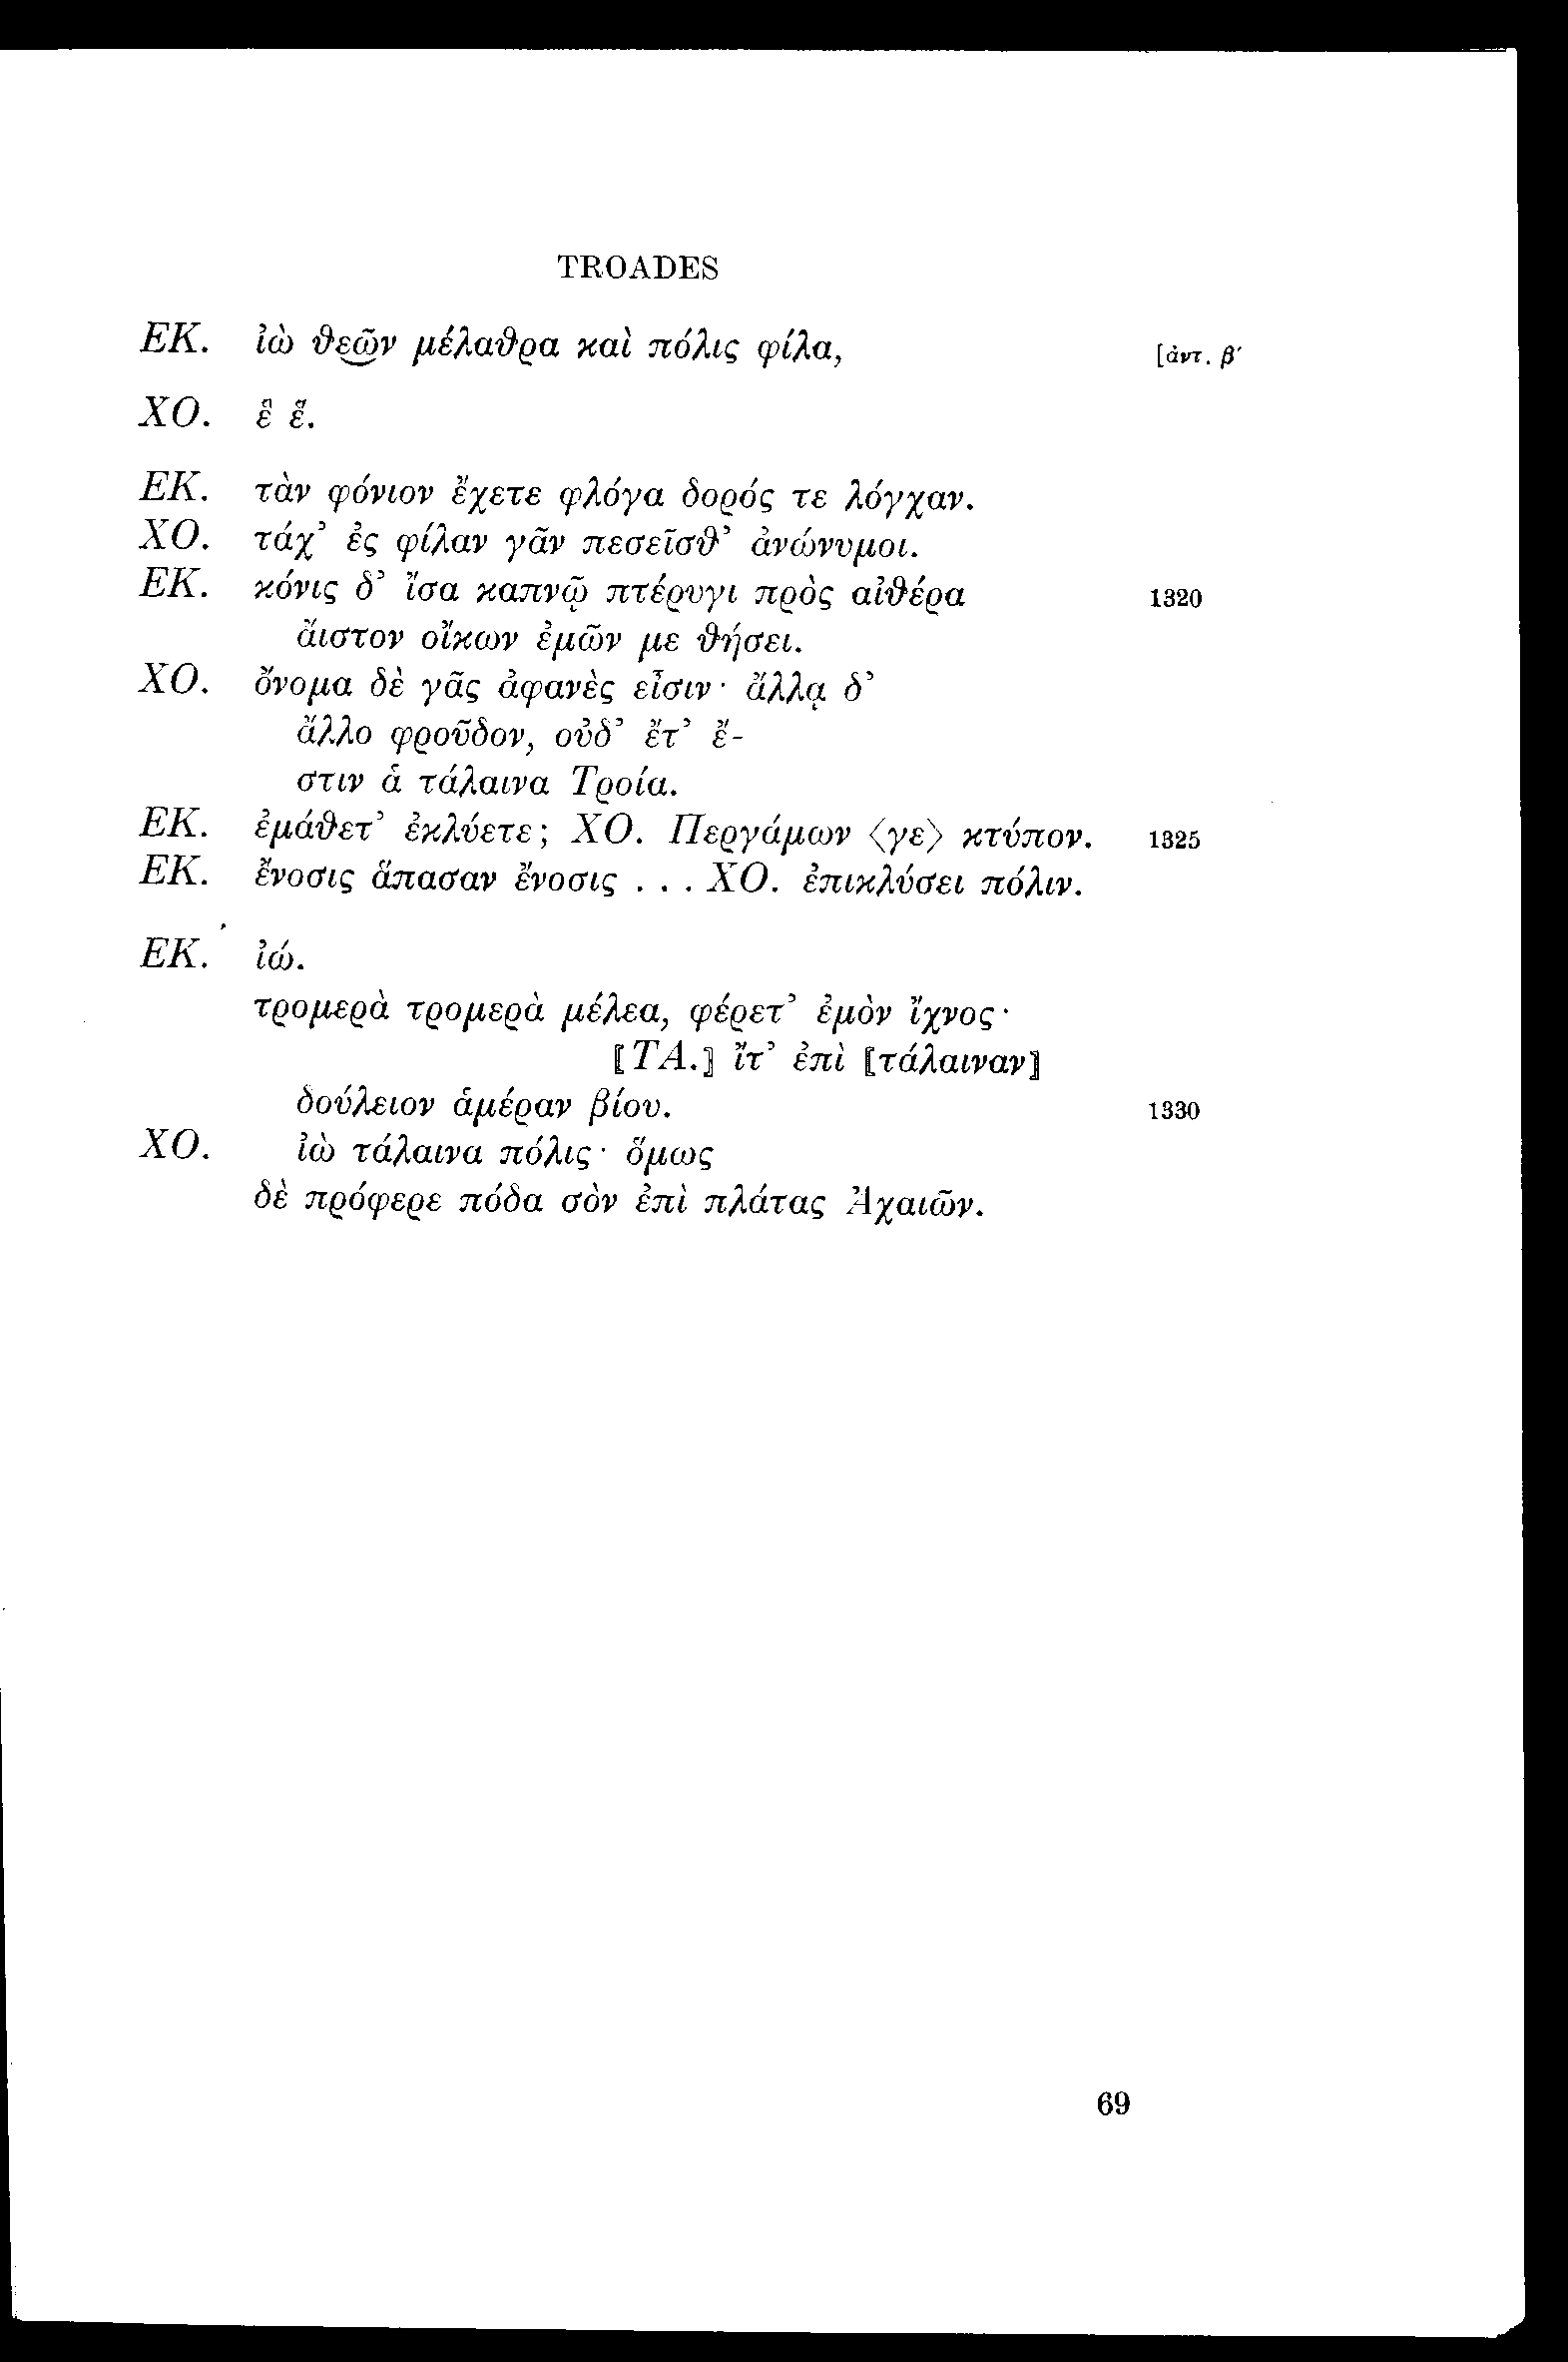 TROADES
ΕΚ. ἰὼ θεῶν μέλαθρα καὶ πόλις φίλα, [ἀντ. β′
ΧΟ. ἒ ἔ.
ΕΚ. τὰν φόνιον ἔχετε φλόγα δορός τε λόγχαν.
ΧΟ. τάχ’ ἐς φίλαν γᾶν πεσεῖσθ’ ἀνώνυμοι.
ΕΚ. κόνις δ’ ἴσα καπνῷ πτέρυγι πρὸς αἰθέρα 1320
ἄιστον οἴκων ἐμῶν με θήσει.
ΧΟ. ὄνομα δὲ γᾶς ἀφανὲς εἶσιν· ἄλλᾳ δ’
ἄλλο φροῦδον, οὐδ’ ἔτ’ ἔ-
στιν ἁ τάλαινα Τροία.
ΕΚ. ἐμάθετ’ ἐκλύετε; ΧΟ. Περγάμων ⟨γε⟩ κτύπον. 1325
ΕΚ. ἔνοσις ἅπασαν ἔνοσις . . . ΧΟ. ἐπικλύσει πόλιν.
ΕΚ. ἰώ.
τρομερὰ τρομερὰ μέλεα, φέρετ’ ἐμὸν ἴχνος·
⟦ΤΑ.⟧ ἴτ’ ἐπὶ ⟦τάλαιναν⟧
δούλειον ἁμέραν βίου. 1330
ΧΟ. ἰὼ τάλαινα πόλις· ὅμως
δὲ πρόφερε πόδα σὸν ἐπὶ πλάτας Ἀχαιῶν.
69